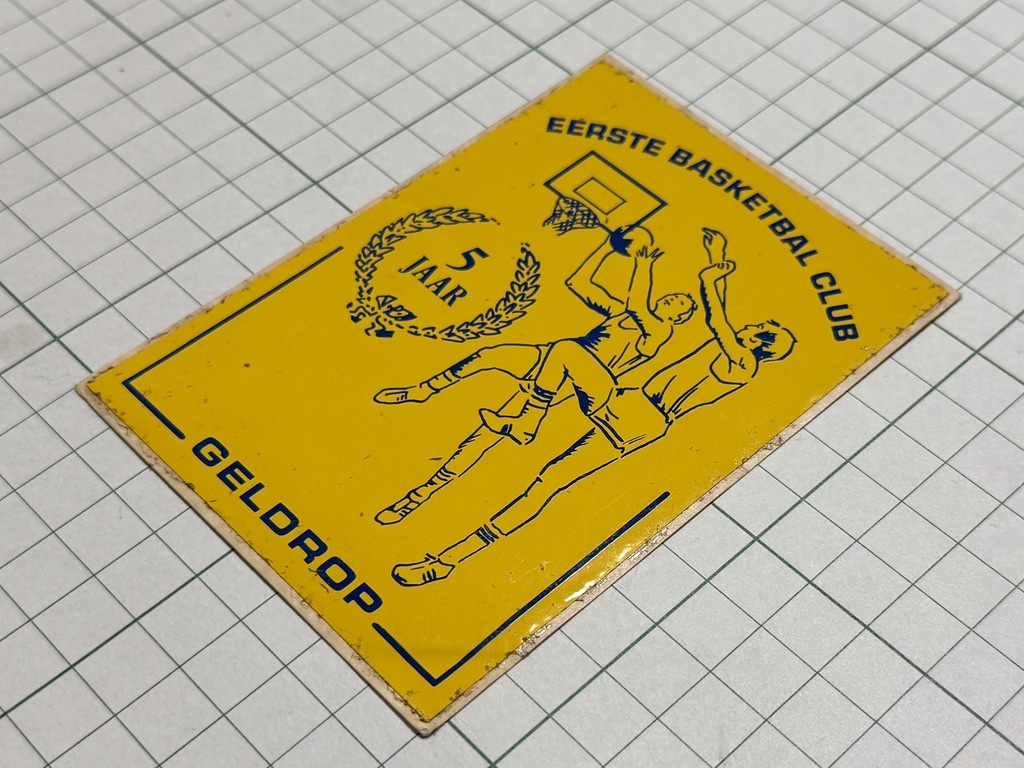 EERSTE BASKETBAL CLUB
5
JAAR
GELDROP